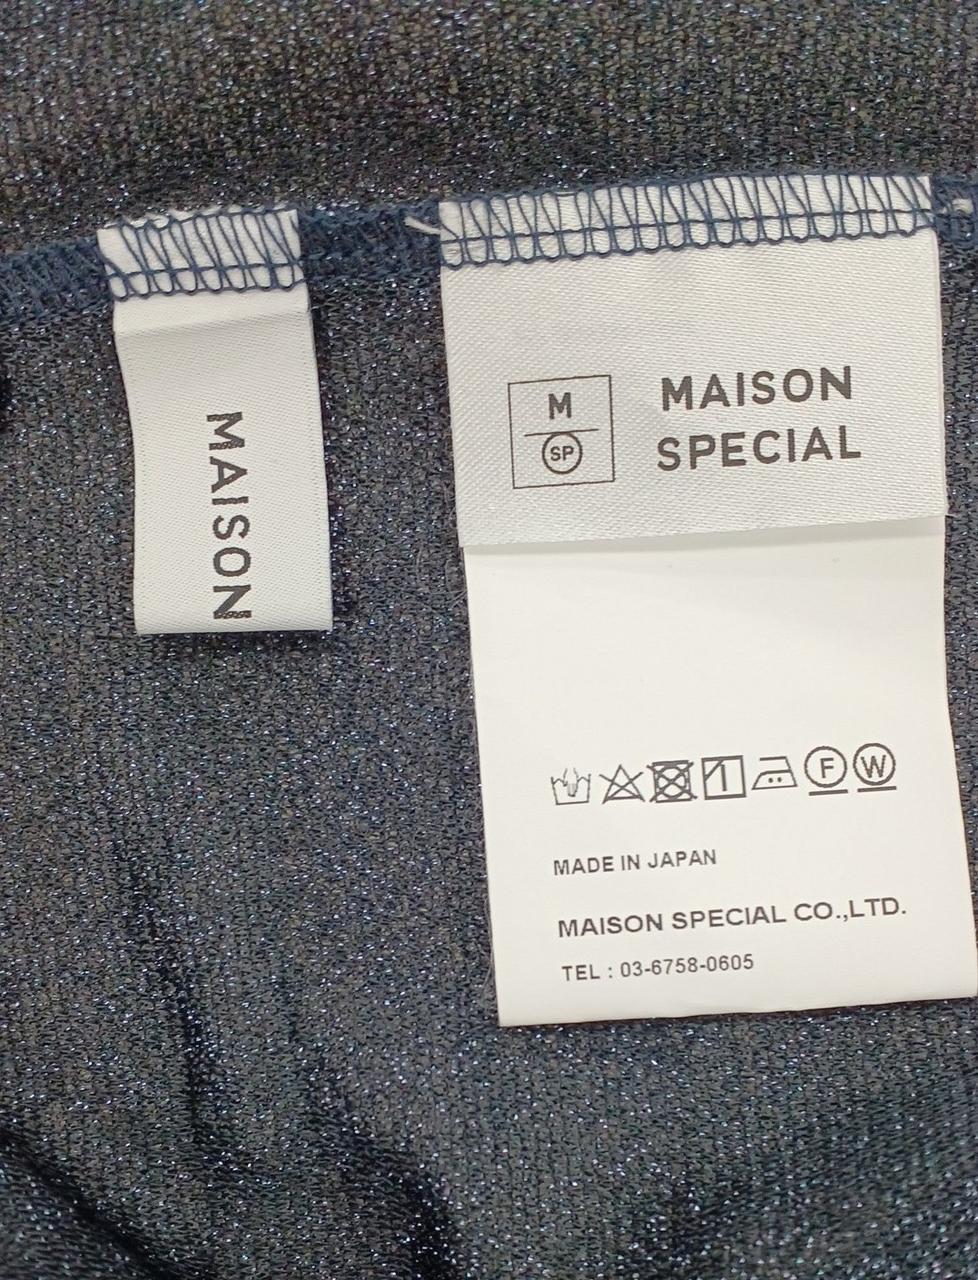 MAISON
M
SP
MAISON
SPECIAL
F W
MADE IN JAPAN
MAISON SPECIAL CO.,LTD.
TEL : 03-6758-0605